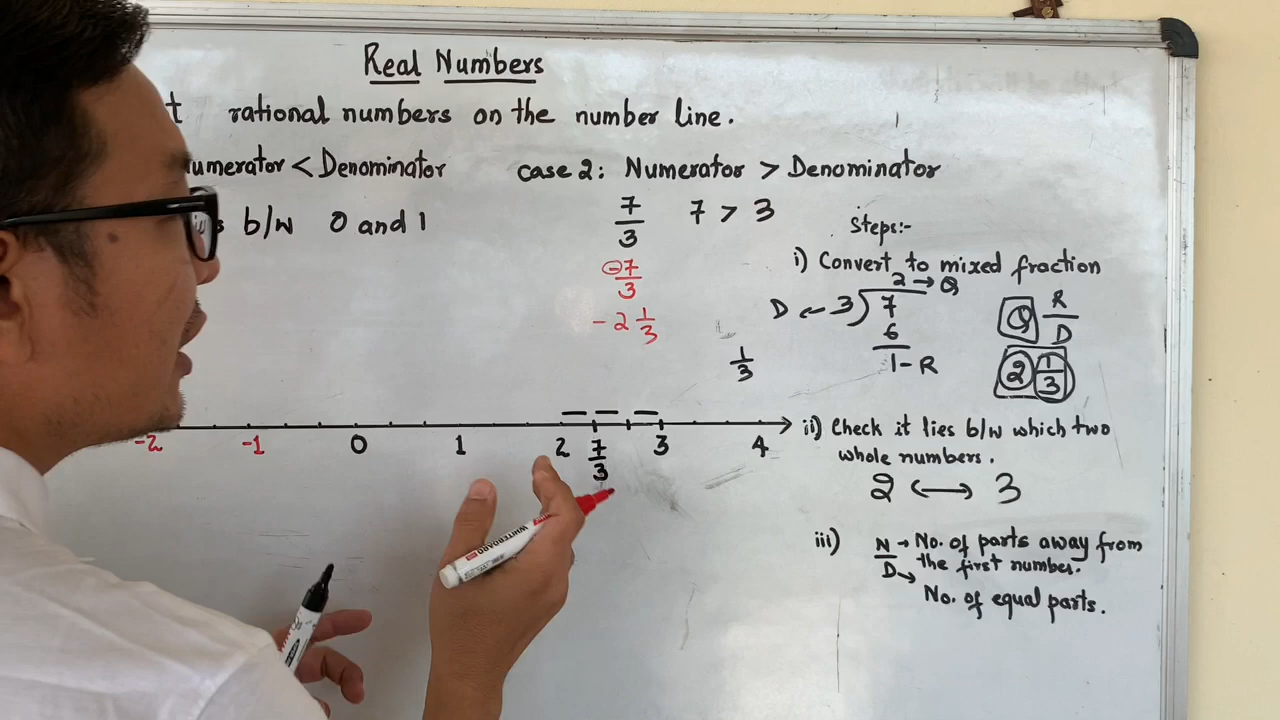 Real Numbers
t rational numbers on the number line.
umerator < Denominator
b/w 0 and 1
case 2: Numerator > Denominator
7/3 7 > 3
-7/3
-2 1/3
1/3
Steps:-
i) Convert to mixed fraction
2 → Q
D ← 3) 7
6
1 - R
Q R/D
2 1/3
-2 -1 0 1 2 7/3 3 4
ii) Check it lies b/w which two
whole numbers.
2 ↔ 3
iii) N/D
N → No. of parts away from
the first number.
D → No. of equal parts.
WHITEBOARD